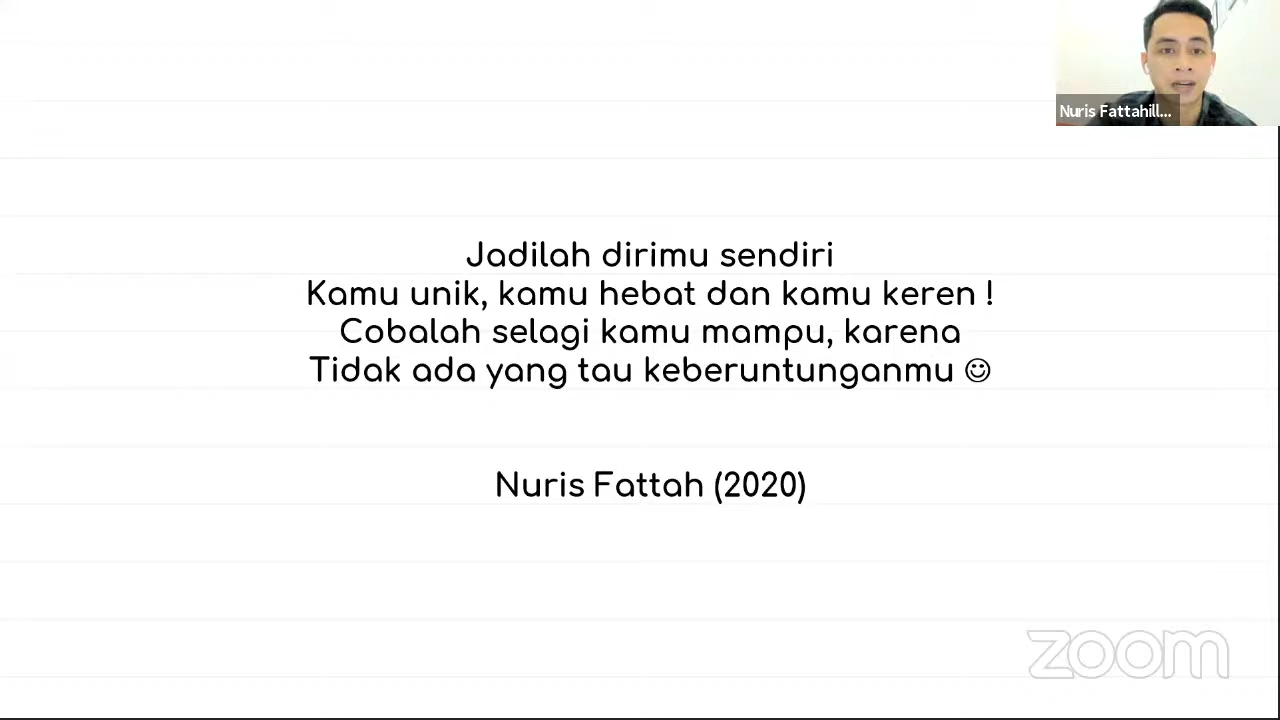 Nuris Fattahill...
Jadilah dirimu sendiri
Kamu unik, kamu hebat dan kamu keren !
Cobalah selagi kamu mampu, karena
Tidak ada yang tau keberuntunganmu ☺
Nuris Fattah (2020)
zoom